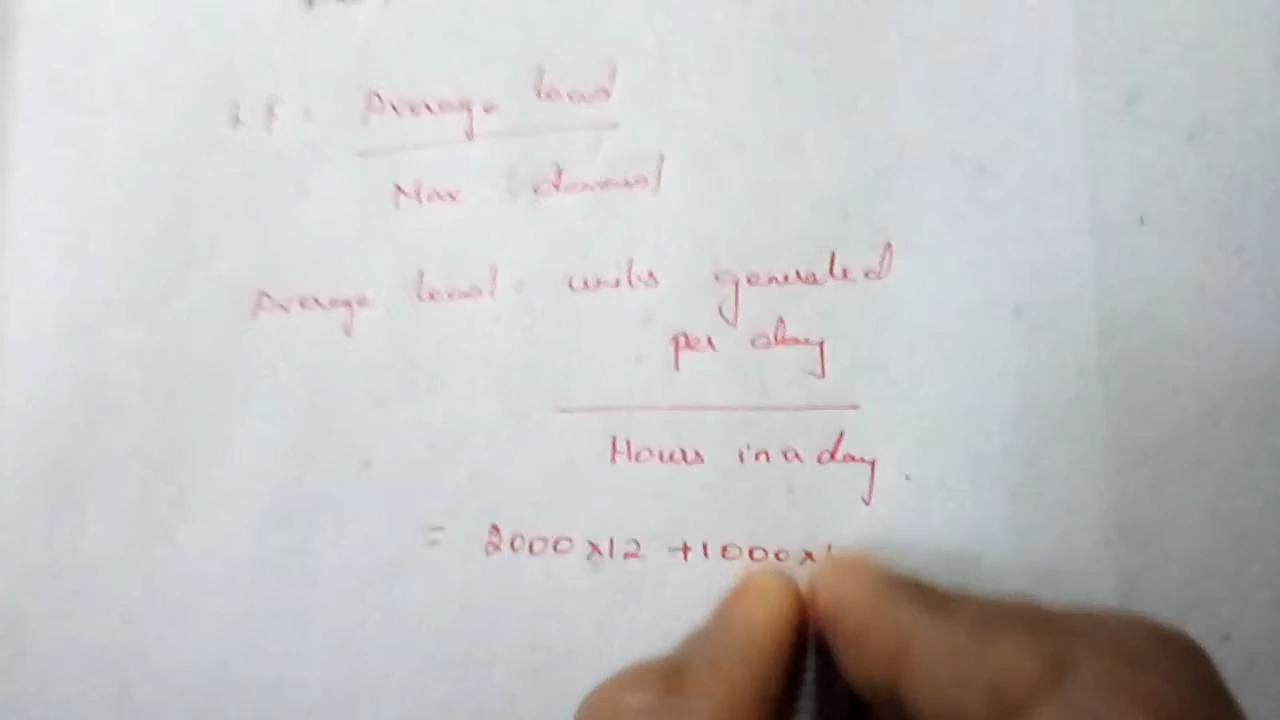 L.F = Average load
Max demand
Average load = units generated
per day
Hours in a day
= 2000x12 +1000x